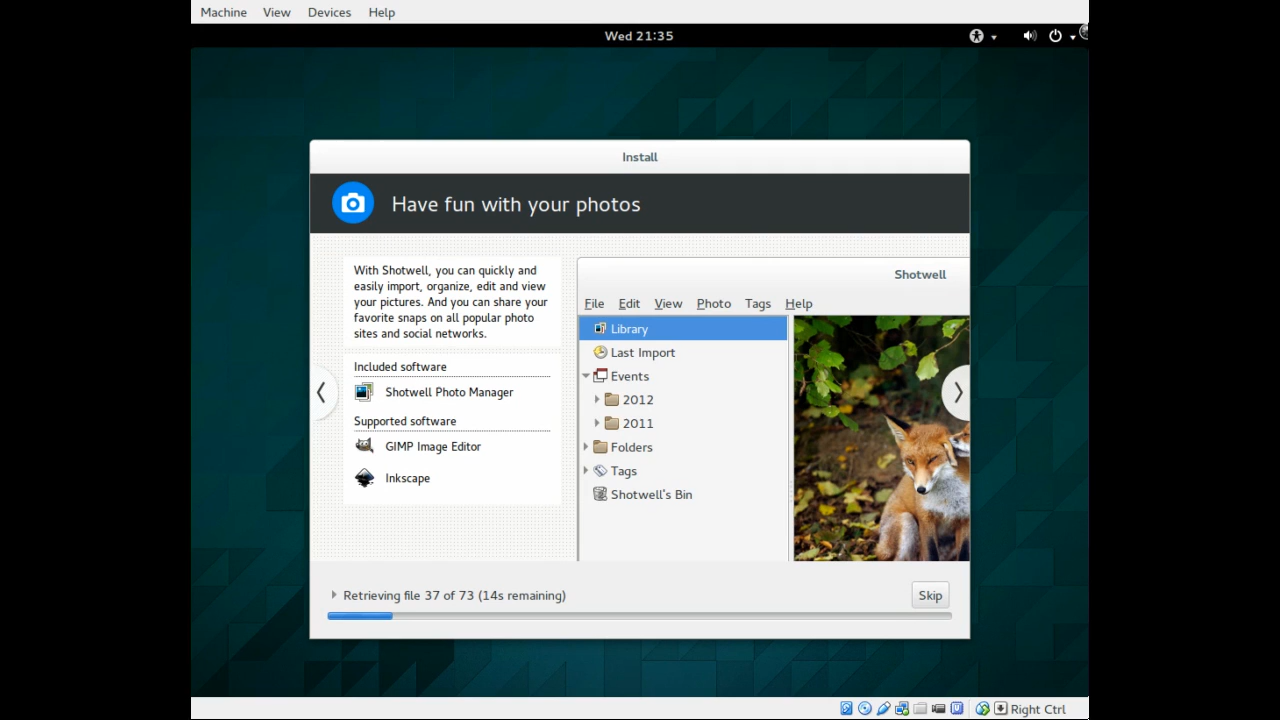 Machine View Devices Help
Wed 21:35
Install
Have fun with your photos
With Shotwell, you can quickly and
easily import, organize, edit and view
your pictures. And you can share your
favorite snaps on all popular photo
sites and social networks.
Included software
Shotwell Photo Manager
Supported software
GIMP Image Editor
Inkscape
Shotwell
File Edit View Photo Tags Help
Library
Last Import
Events
2012
2011
Folders
Tags
Shotwell's Bin
Retrieving file 37 of 73 (14s remaining)
Skip
Right Ctrl